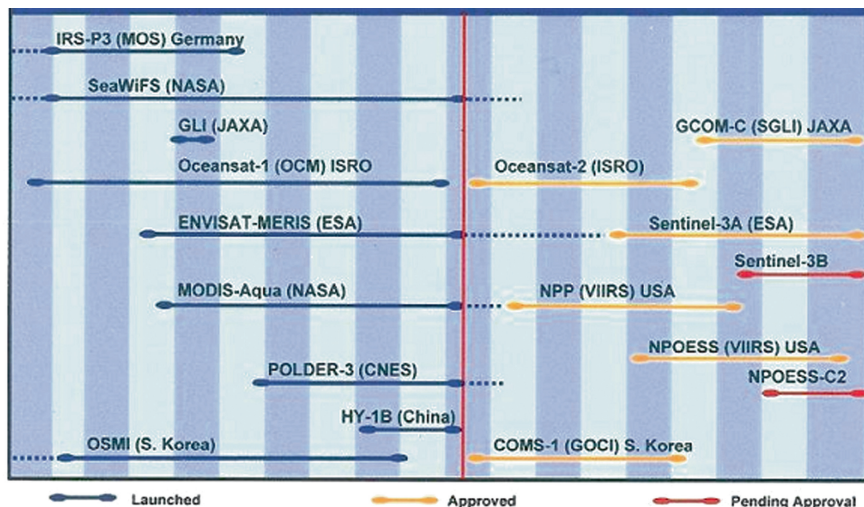 IRS-P3 (MOS) Germany
SeaWiFS (NASA)
GLI (JAXA)
GCOM-C (SGLI) JAXA
Oceansat-1 (OCM) ISRO
Oceansat-2 (ISRO)
ENVISAT-MERIS (ESA)
Sentinel-3A (ESA)
Sentinel-3B
MODIS-Aqua (NASA)
NPP (VIIRS) USA
NPOESS (VIIRS) USA
POLDER-3 (CNES)
NPOESS-C2
HY-1B (China)
OSMI (S. Korea)
COMS-1 (GOCI) S. Korea
Launched
Approved
Pending Approval